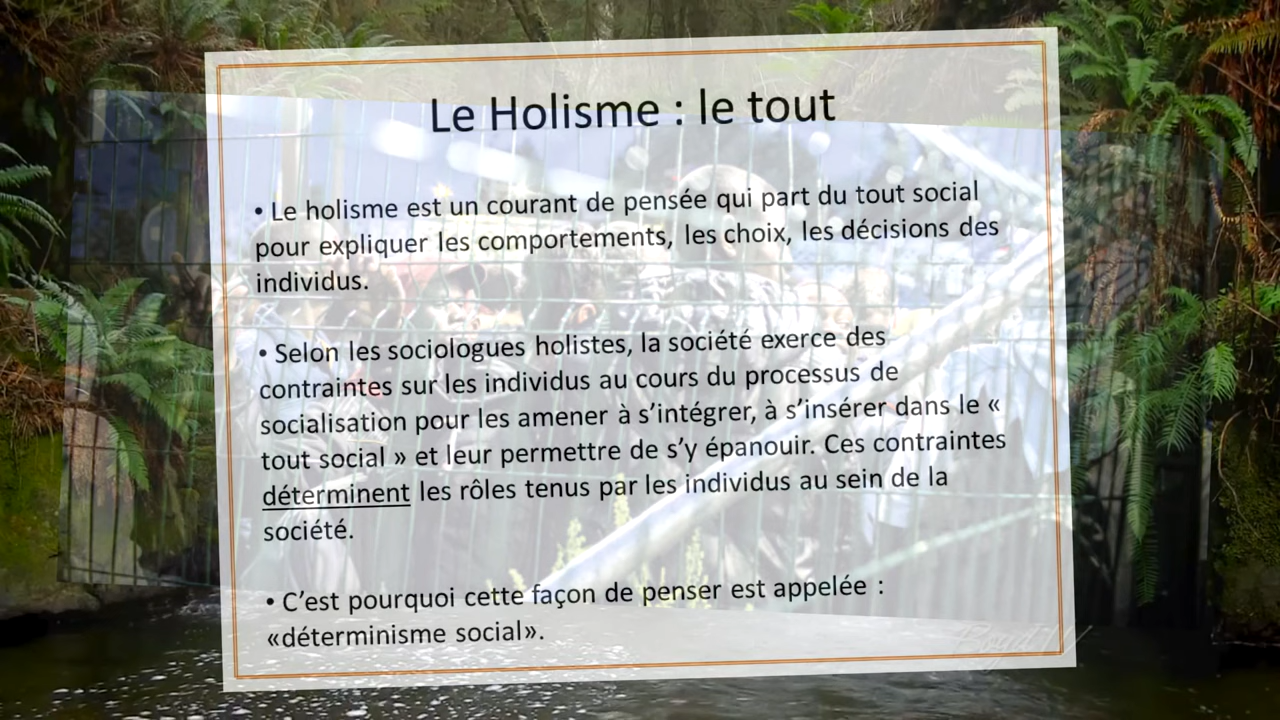 Le Holisme : le tout
• Le holisme est un courant de pensée qui part du tout social
pour expliquer les comportements, les choix, les décisions des
individus.
• Selon les sociologues holistes, la société exerce des
contraintes sur les individus au cours du processus de
socialisation pour les amener à s’intégrer, à s’insérer dans le «
tout social » et leur permettre de s’y épanouir. Ces contraintes
déterminent les rôles tenus par les individus au sein de la
société.
• C’est pourquoi cette façon de penser est appelée :
«déterminisme social».